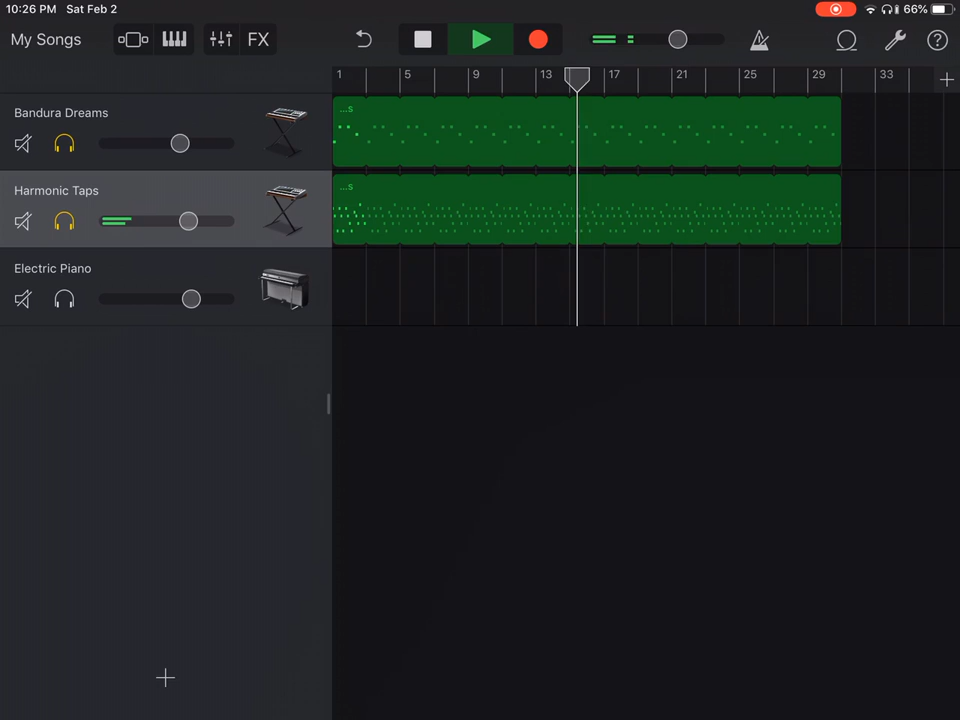 10:26 PM Sat Feb 2
66%
My Songs
FX
1 5 9 13 17 21 25 29 33
Bandura Dreams
...s
Harmonic Taps
...s
Electric Piano